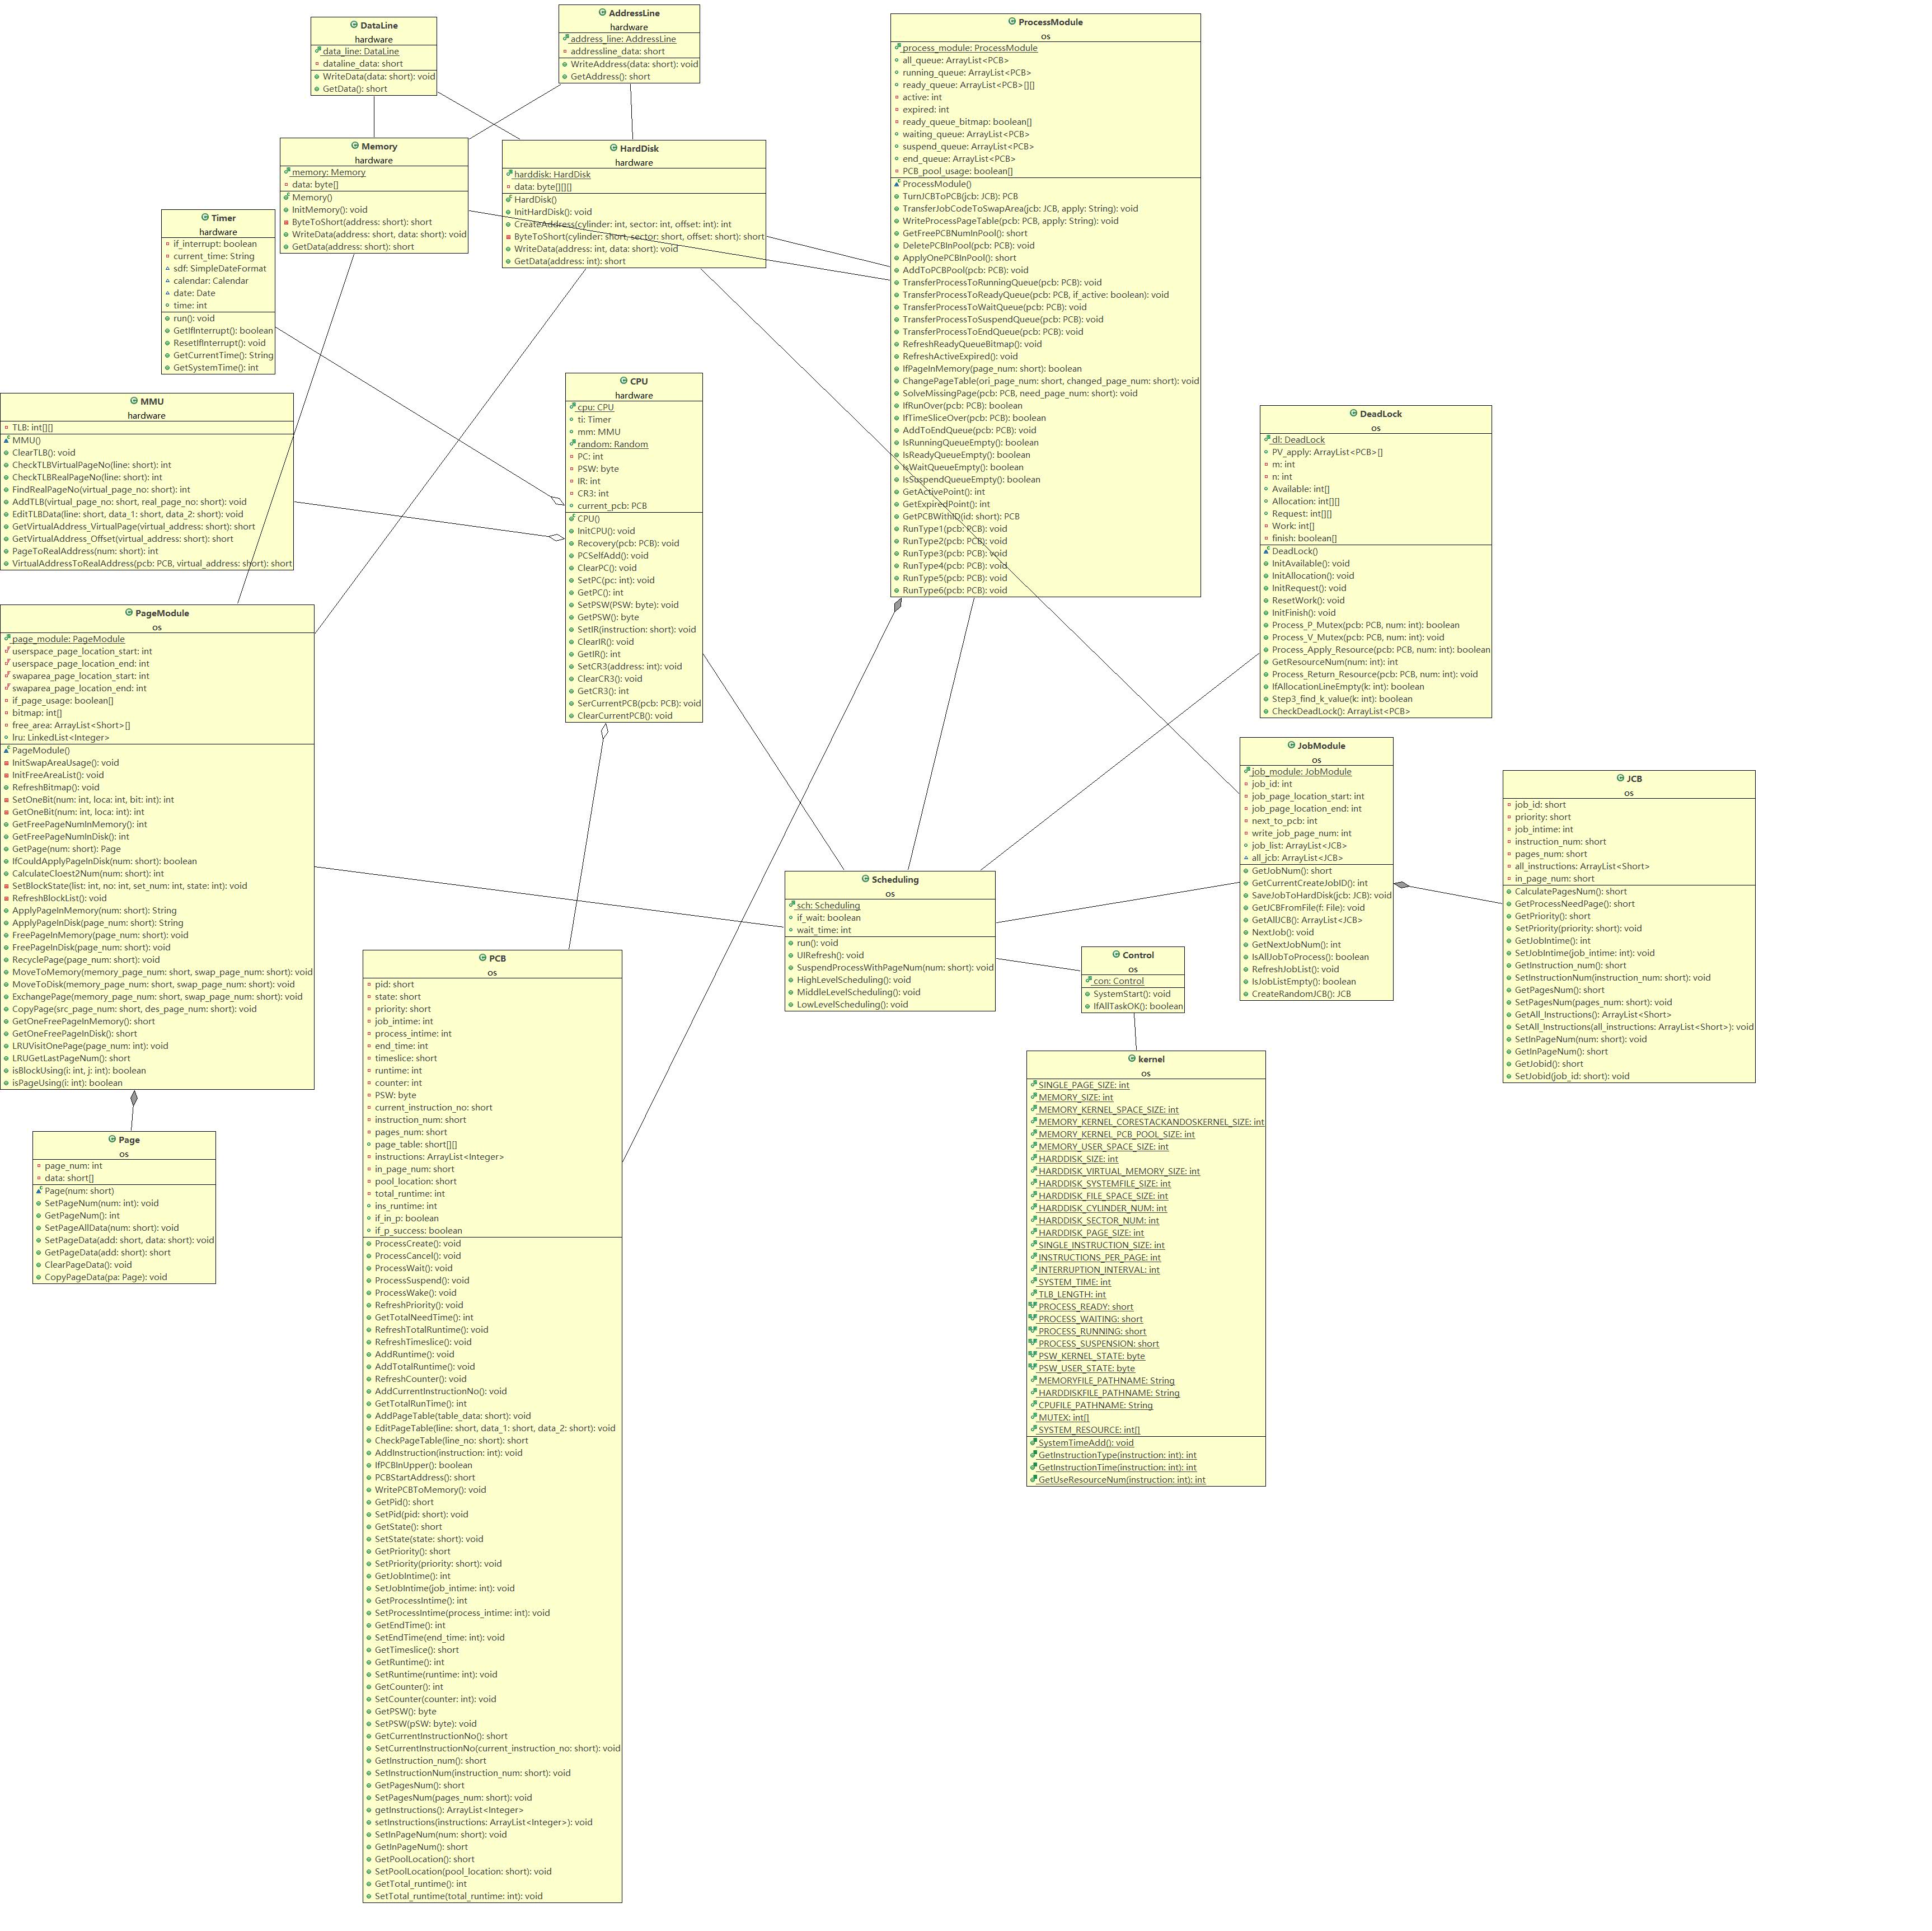 DataLine
hardware
data_line: DataLine
dataline_data: short
WriteData(data: short): void
GetData(): short
AddressLine
hardware
address_line: AddressLine
addressline_data: short
WriteAddress(data: short): void
GetAddress(): short
ProcessModule
os
process_module: ProcessModule
all_queue: ArrayList<PCB>
running_queue: ArrayList<PCB>
ready_queue: ArrayList<PCB>[][]
active: int
expired: int
ready_queue_bitmap: boolean[]
waiting_queue: ArrayList<PCB>
suspend_queue: ArrayList<PCB>
end_queue: ArrayList<PCB>
PCB_pool_usage: boolean[]
ProcessModule()
TurnJCBToPCB(jcb: JCB): PCB
TransferJobCodeToSwapArea(jcb: JCB, apply: String): void
WriteProcessPageTable(pcb: PCB, apply: String): void
GetFreePCBNumInPool(): short
DeletePCBInPool(pcb: PCB): void
ApplyOnePCBInPool(): short
AddToPCBPool(pcb: PCB): void
TransferProcessToRunningQueue(pcb: PCB): void
TransferProcessToReadyQueue(pcb: PCB, if_active: boolean): void
TransferProcessToWaitQueue(pcb: PCB): void
TransferProcessToSuspendQueue(pcb: PCB): void
TransferProcessToEndQueue(pcb: PCB): void
RefreshReadyQueueBitmap(): void
RefreshActiveExpired(): void
IfPageInMemory(page_num: short): boolean
ChangePageTable(ori_page_num: short, changed_page_num: short): void
SolveMissingPage(pcb: PCB, need_page_num: short): void
IfRunOver(pcb: PCB): boolean
IfTimeSliceOver(pcb: PCB): boolean
AddToEndQueue(pcb: PCB): void
IsRunningQueueEmpty(): boolean
IsReadyQueueEmpty(): boolean
IsWaitQueueEmpty(): boolean
IsSuspendQueueEmpty(): boolean
GetActivePoint(): int
GetExpiredPoint(): int
GetPCBWithID(id: short): PCB
RunType1(pcb: PCB): void
RunType2(pcb: PCB): void
RunType3(pcb: PCB): void
RunType4(pcb: PCB): void
RunType5(pcb: PCB): void
RunType6(pcb: PCB): void
Memory
hardware
memory: Memory
data: byte[]
Memory()
InitMemory(): void
ByteToShort(address: short): short
WriteData(address: short, data: short): void
GetData(address: short): short
HardDisk
hardware
harddisk: HardDisk
data: byte[][][]
HardDisk()
InitHardDisk(): void
CreateAddress(cylinder: int, sector: int, offset: int): int
ByteToShort(cylinder: short, sector: short, offset: short): short
WriteData(address: int, data: short): void
GetData(address: int): short
Timer
hardware
if_interrupt: boolean
current_time: String
sdf: SimpleDateFormat
calendar: Calendar
date: Date
time: int
run(): void
GetIfInterrupt(): boolean
ResetIfInterrupt(): void
GetCurrentTime(): String
GetSystemTime(): int
MMU
hardware
TLB: int[][]
MMU()
ClearTLB(): void
CheckTLBVirtualPageNo(line: short): int
CheckTLBRealPageNo(line: short): int
FindRealPageNo(virtual_page_no: short): int
AddTLB(virtual_page_no: short, real_page_no: short): void
EditTLBData(line: short, data_1: short, data_2: short): void
GetVirtualAddress_VirtualPage(virtual_address: short): short
GetVirtualAddress_Offset(virtual_address: short): short
PageToRealAddress(num: short): int
VirtualAddressToRealAddress(pcb: PCB, virtual_address: short): short
CPU
hardware
cpu: CPU
ti: Timer
mm: MMU
random: Random
PC: int
PSW: byte
IR: int
CR3: int
current_pcb: PCB
CPU()
InitCPU(): void
Recovery(pcb: PCB): void
PCSelfAdd(): void
ClearPC(): void
SetPC(pc: int): void
GetPC(): int
SetPSW(PSW: byte): void
GetPSW(): byte
SetIR(instruction: short): void
ClearIR(): void
GetIR(): int
SetCR3(address: int): void
ClearCR3(): void
GetCR3(): int
SerCurrentPCB(pcb: PCB): void
ClearCurrentPCB(): void
DeadLock
os
dl: DeadLock
PV_apply: ArrayList<PCB>[]
m: int
n: int
Available: int[]
Allocation: int[][]
Request: int[][]
Work: int[]
finish: boolean[]
DeadLock()
InitAvailable(): void
InitAllocation(): void
InitRequest(): void
ResetWork(): void
InitFinish(): void
Process_P_Mutex(pcb: PCB, num: int): boolean
Process_V_Mutex(pcb: PCB, num: int): void
Process_Apply_Resource(pcb: PCB, num: int): boolean
GetResourceNum(num: int): int
Process_Return_Resource(pcb: PCB, num: int): void
IfAllocationLineEmpty(k: int): boolean
Step3_find_k_value(k: int): boolean
CheckDeadLock(): ArrayList<PCB>
PageModule
os
page_module: PageModule
userspace_page_location_start: int
userspace_page_location_end: int
swaparea_page_location_start: int
swaparea_page_location_end: int
if_page_usage: boolean[]
bitmap: int[]
free_area: ArrayList<Short>[]
lru: LinkedList<Integer>
PageModule()
InitSwapAreaUsage(): void
InitFreeAreaList(): void
RefreshBitmap(): void
SetOneBit(num: int, loca: int, bit: int): int
GetOneBit(num: int, loca: int): int
GetFreePageNumInMemory(): int
GetFreePageNumInDisk(): int
GetPage(num: short): Page
IfCouldApplyPageInDisk(num: short): boolean
CalculateCloest2Num(num: short): int
SetBlockState(list: int, no: int, set_num: int, state: int): void
RefreshBlockList(): void
ApplyPageInMemory(num: short): String
ApplyPageInDisk(page_num: short): String
FreePageInMemory(page_num: short): void
FreePageInDisk(page_num: short): void
RecyclePage(page_num: short): void
MoveToMemory(memory_page_num: short, swap_page_num: short): void
MoveToDisk(memory_page_num: short, swap_page_num: short): void
ExchangePage(memory_page_num: short, swap_page_num: short): void
CopyPage(src_page_num: short, des_page_num: short): void
GetOneFreePageInMemory(): short
GetOneFreePageInDisk(): short
LRUVisitOnePage(page_num: int): void
LRUGetLastPageNum(): short
isBlockUsing(i: int, j: int): boolean
isPageUsing(i: int): boolean
JobModule
os
job_module: JobModule
job_id: int
job_page_location_start: int
job_page_location_end: int
next_to_pcb: int
write_job_page_num: int
job_list: ArrayList<JCB>
all_jcb: ArrayList<JCB>
GetJobNum(): short
GetCurrentCreateJobID(): int
SaveJobToHardDisk(jcb: JCB): void
GetJCBFromFile(f: File): void
GetAllJCB(): ArrayList<JCB>
NextJob(): void
GetNextJobNum(): int
IsAllJobToProcess(): boolean
RefreshJobList(): void
IsJobListEmpty(): boolean
CreateRandomJCB(): JCB
JCB
os
job_id: short
priority: short
job_intime: int
instruction_num: short
pages_num: short
all_instructions: ArrayList<Short>
in_page_num: short
CalculatePagesNum(): short
GetProcessNeedPage(): short
GetPriority(): short
SetPriority(priority: short): void
GetJobIntime(): int
SetJobIntime(job_intime: int): void
GetInstruction_num(): short
SetInstructionNum(instruction_num: short): void
GetPagesNum(): short
SetPagesNum(pages_num: short): void
GetAll_Instructions(): ArrayList<Short>
SetAll_Instructions(all_instructions: ArrayList<Short>): void
SetInPageNum(num: short): void
GetInPageNum(): short
GetJobid(): short
SetJobid(job_id: short): void
Scheduling
os
sch: Scheduling
if_wait: boolean
wait_time: int
run(): void
UIRefresh(): void
SuspendProcessWithPageNum(num: short): void
HighLevelScheduling(): void
MiddleLevelScheduling(): void
LowLevelScheduling(): void
Control
os
con: Control
SystemStart(): void
IfAllTaskOK(): boolean
PCB
os
pid: short
state: short
priority: short
job_intime: int
process_intime: int
end_time: int
timeslice: short
runtime: int
counter: int
PSW: byte
current_instruction_no: short
instruction_num: short
pages_num: short
page_table: short[][]
instructions: ArrayList<Integer>
in_page_num: short
pool_location: short
total_runtime: int
ins_runtime: int
if_in_p: boolean
if_p_success: boolean
ProcessCreate(): void
ProcessCancel(): void
ProcessWait(): void
ProcessSuspend(): void
ProcessWake(): void
RefreshPriority(): void
GetTotalNeedTime(): int
RefreshTotalRuntime(): void
RefreshTimeslice(): void
AddRuntime(): void
AddTotalRuntime(): void
RefreshCounter(): void
AddCurrentInstructionNo(): void
GetTotalRunTime(): int
AddPageTable(table_data: short): void
EditPageTable(line: short, data_1: short, data_2: short): void
CheckPageTable(line_no: short): short
AddInstruction(instruction: int): void
IfPCBInUpper(): boolean
PCBStartAddress(): short
WritePCBToMemory(): void
GetPid(): short
SetPid(pid: short): void
GetState(): short
SetState(state: short): void
GetPriority(): short
SetPriority(priority: short): void
GetJobIntime(): int
SetJobIntime(job_intime: int): void
GetProcessIntime(): int
SetProcessIntime(process_intime: int): void
GetEndTime(): int
SetEndTime(end_time: int): void
GetTimeslice(): short
GetRuntime(): int
SetRuntime(runtime: int): void
GetCounter(): int
SetCounter(counter: int): void
GetPSW(): byte
SetPSW(pSW: byte): void
GetCurrentInstructionNo(): short
SetCurrentInstructionNo(current_instruction_no: short): void
GetInstruction_num(): short
SetInstructionNum(instruction_num: short): void
GetPagesNum(): short
SetPagesNum(pages_num: short): void
getInstructions(): ArrayList<Integer>
setInstructions(instructions: ArrayList<Integer>): void
SetInPageNum(num: short): void
GetInPageNum(): short
GetPoolLocation(): short
SetPoolLocation(pool_location: short): void
GetTotal_runtime(): int
SetTotal_runtime(total_runtime: int): void
kernel
os
SINGLE_PAGE_SIZE: int
MEMORY_SIZE: int
MEMORY_KERNEL_SPACE_SIZE: int
MEMORY_KERNEL_CORESTACKANDOSKERNEL_SIZE: int
MEMORY_KERNEL_PCB_POOL_SIZE: int
MEMORY_USER_SPACE_SIZE: int
HARDDISK_SIZE: int
HARDDISK_VIRTUAL_MEMORY_SIZE: int
HARDDISK_SYSTEMFILE_SIZE: int
HARDDISK_FILE_SPACE_SIZE: int
HARDDISK_CYLINDER_NUM: int
HARDDISK_SECTOR_NUM: int
HARDDISK_PAGE_SIZE: int
SINGLE_INSTRUCTION_SIZE: int
INSTRUCTIONS_PER_PAGE: int
INTERRUPTION_INTERVAL: int
SYSTEM_TIME: int
TLB_LENGTH: int
PROCESS_READY: short
PROCESS_WAITING: short
PROCESS_RUNNING: short
PROCESS_SUSPENSION: short
PSW_KERNEL_STATE: byte
PSW_USER_STATE: byte
MEMORYFILE_PATHNAME: String
HARDDISKFILE_PATHNAME: String
CPUFILE_PATHNAME: String
MUTEX: int[]
SYSTEM_RESOURCE: int[]
SystemTimeAdd(): void
GetInstructionType(instruction: int): int
GetInstructionTime(instruction: int): int
GetUseResourceNum(instruction: int): int
Page
os
page_num: int
data: short[]
Page(num: short)
SetPageNum(num: int): void
GetPageNum(): int
SetPageAllData(num: short): void
SetPageData(add: short, data: short): void
GetPageData(add: short): short
ClearPageData(): void
CopyPageData(pa: Page): void